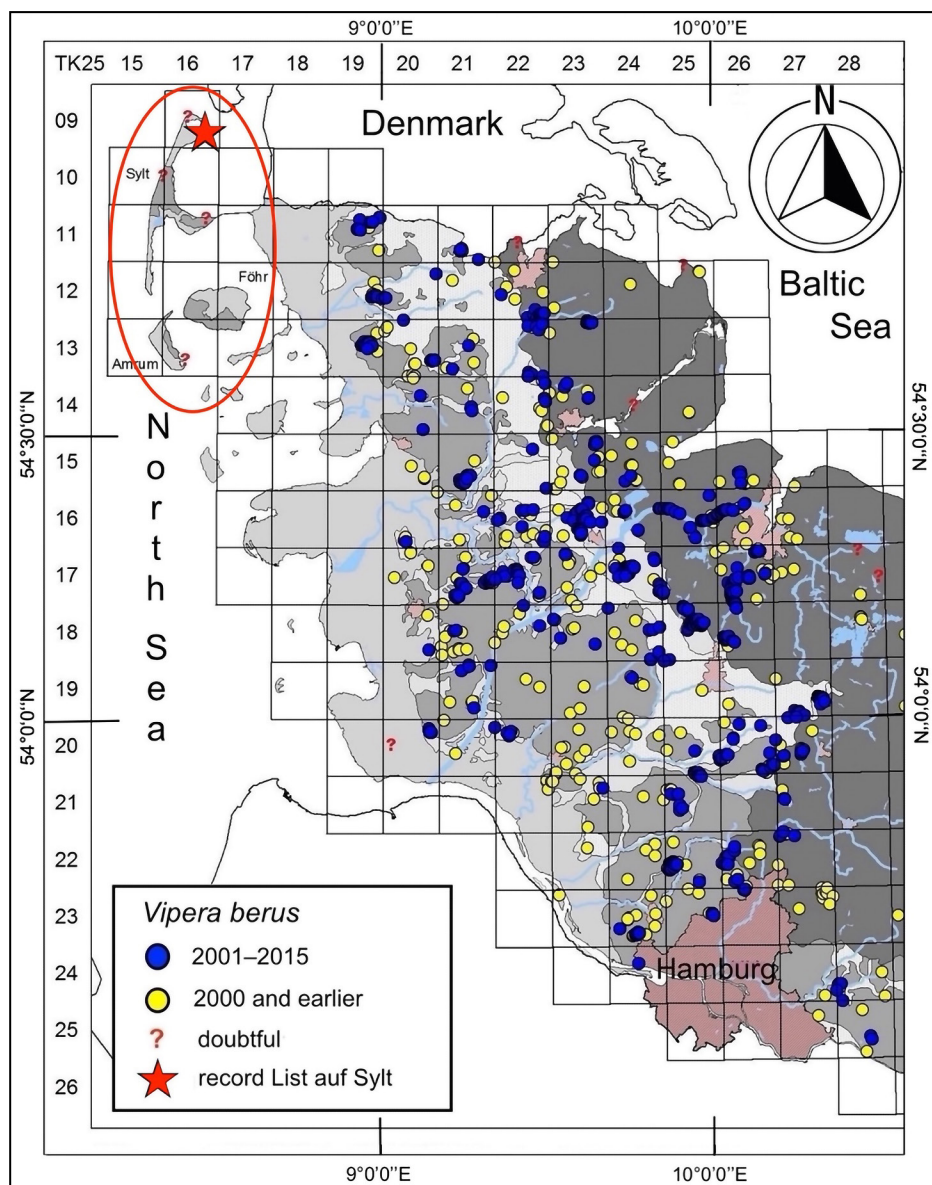 9°0'0"E 10°0'0"E
TK25 15 16 17 18 19 20 21 22 23 24 25 26 27 28
N
09
Denmark
10
Sylt
11
Föhr
12
Baltic
Sea
13
Amrum
14
North Sea
54°30'0"N
54°30'0"N
15
16
17
18
19
54°0'0"N
54°0'0"N
20
21
22
23
24
25
26
Hamburg
Vipera berus
2001–2015
2000 and earlier
? doubtful
record List auf Sylt
9°0'0"E 10°0'0"E